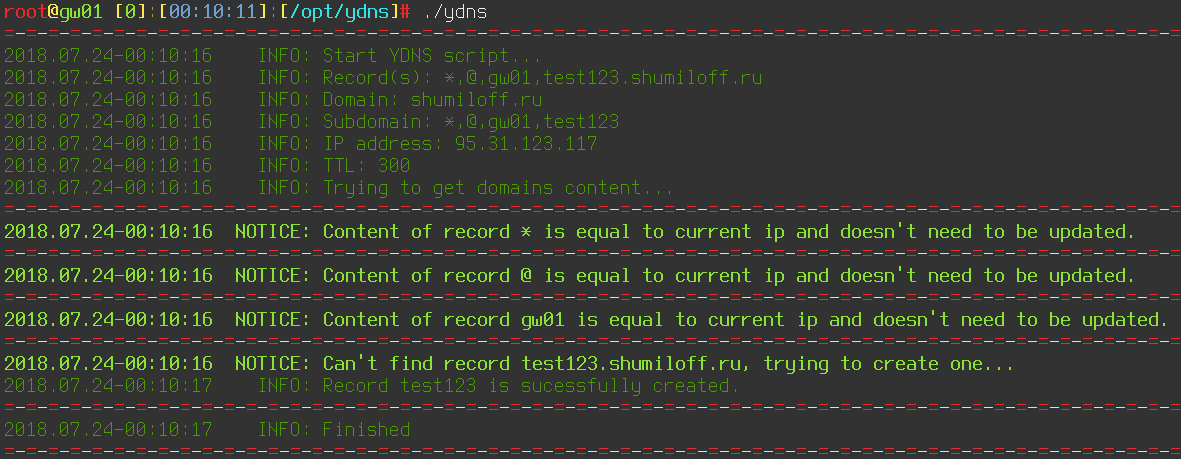 root@gw01 [0]:[00:10:11]:[/opt/ydns]# ./ydns
2018.07.24-00:10:16    INFO: Start YDNS script...
2018.07.24-00:10:16    INFO: Record(s): *,@,gw01,test123.shumiloff.ru
2018.07.24-00:10:16    INFO: Domain: shumiloff.ru
2018.07.24-00:10:16    INFO: Subdomain: *,@,gw01,test123
2018.07.24-00:10:16    INFO: IP address: 95.31.123.117
2018.07.24-00:10:16    INFO: TTL: 300
2018.07.24-00:10:16    INFO: Trying to get domains content...
2018.07.24-00:10:16  NOTICE: Content of record * is equal to current ip and doesn't need to be updated.
2018.07.24-00:10:16  NOTICE: Content of record @ is equal to current ip and doesn't need to be updated.
2018.07.24-00:10:16  NOTICE: Content of record gw01 is equal to current ip and doesn't need to be updated.
2018.07.24-00:10:16  NOTICE: Can't find record test123.shumiloff.ru, trying to create one...
2018.07.24-00:10:17    INFO: Record test123 is sucessfully created.
2018.07.24-00:10:17    INFO: Finished